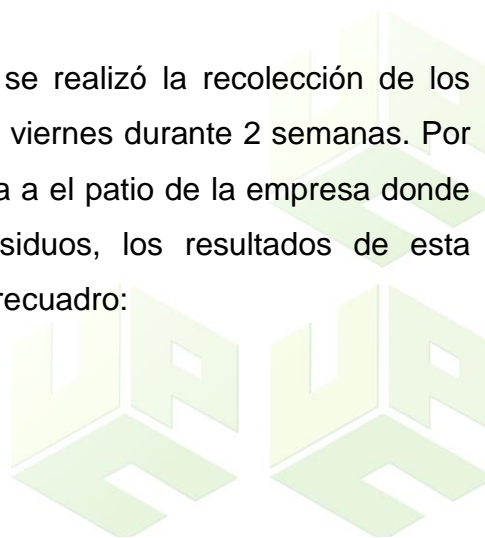 se realizó la recolección de los
viernes durante 2 semanas. Por
a a el patio de la empresa donde
siduos, los resultados de esta
recuadro: